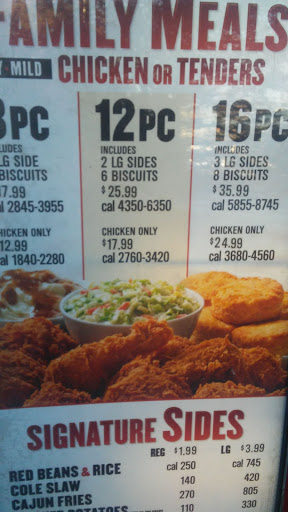 FAMILY MEALS
MILD CHICKEN OR TENDERS
8PC 12PC 16PC
INCLUDES INCLUDES
LG SIDE 2 LG SIDES 3 LG SIDES
BISCUITS 6 BISCUITS 8 BISCUITS
17.99 $25.99 $35.99
cal 2845-3955 cal 4350-6350 cal 5855-8745
CHICKEN ONLY CHICKEN ONLY CHICKEN ONLY
12.99 $17.99 $24.99
cal 1840-2280 cal 2760-3420 cal 3680-4560
SIGNATURE SIDES
REG $1.99 LG $3.99
RED BEANS & RICE cal 250 cal 745
COLE SLAW 140 420
CAJUN FRIES 270 805
POTATOES 110 330